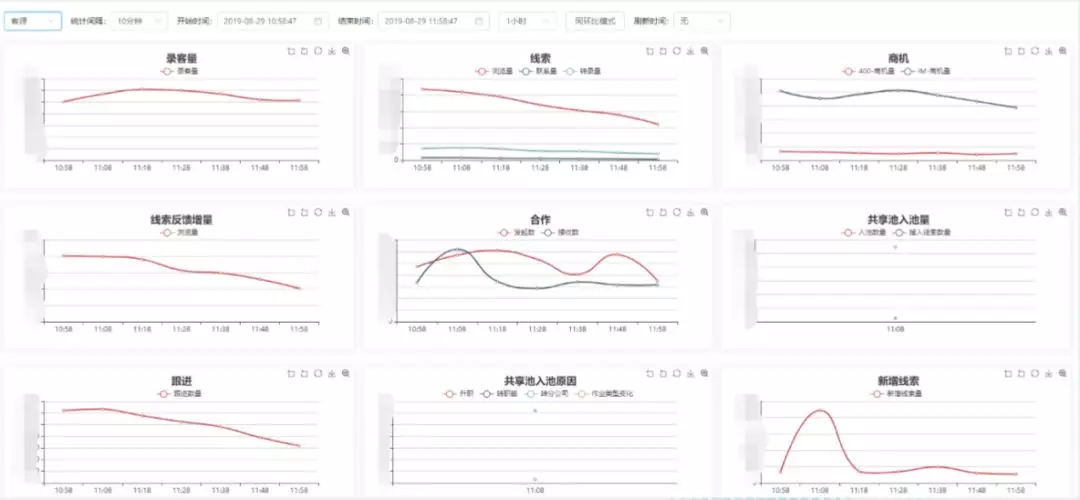 客源 统计间隔: 10分钟 开始时间: 2019-08-29 10:58:47 结束时间: 2019-08-29 11:58:47 1小时 同环比模式 刷新时间: 无
录客量
录客量
10:58 11:08 11:18 11:28 11:38 11:48 11:58
线索
浏览量 联系量 转录量
0
10:58 11:08 11:18 11:28 11:38 11:48 11:58
商机
400-商机量 IM-商机量
10:58 11:08 11:18 11:28 11:38 11:48 11:58
线索反馈增量
浏览量
10:58 11:08 11:18 11:28 11:38 11:48 11:58
合作
发起数 接收数
10:58 11:08 11:18 11:28 11:38 11:48 11:58
共享池入池量
入池数量 输入线索数量
11:08
跟进
跟进数量
10:58 11:08 11:18 11:28 11:38 11:48 11:58
共享池入池原因
升职 转职能 转分公司 作业类型变化
11:08
新增线索
新增线索量
10:58 11:08 11:18 11:28 11:38 11:48 11:58